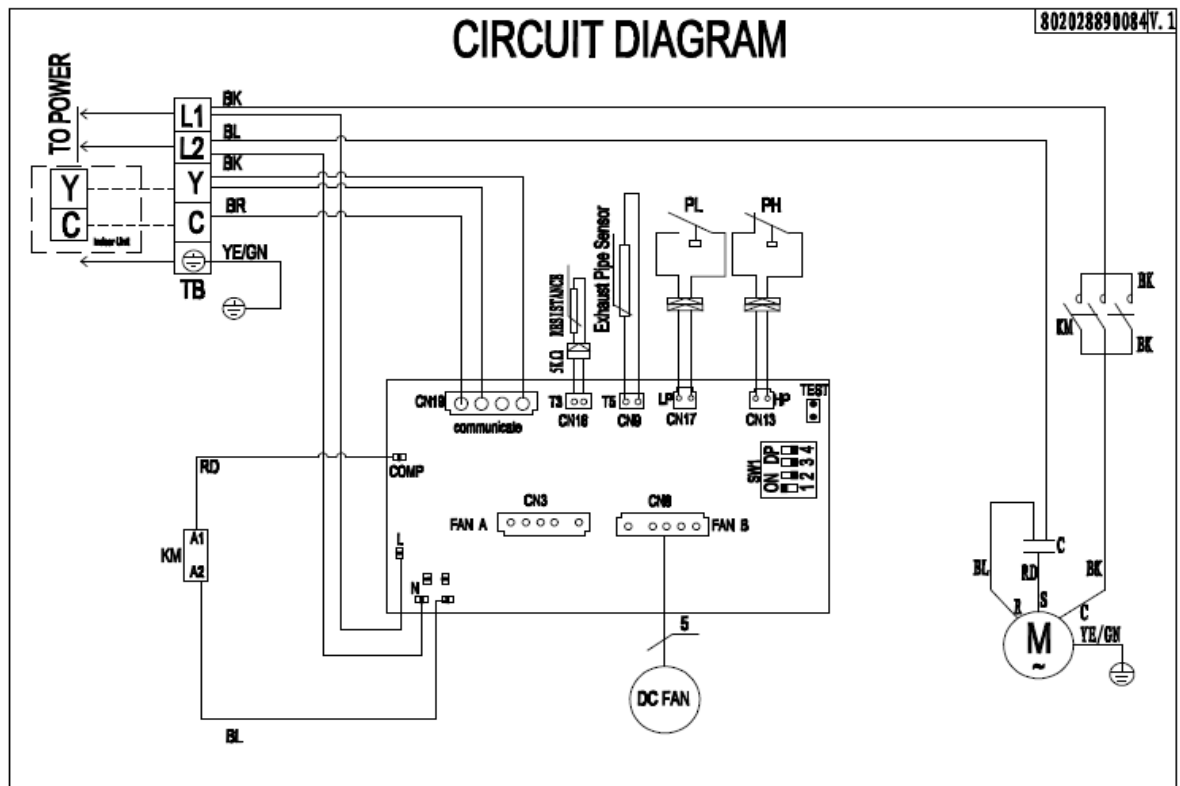 802028890084 V.1
CIRCUIT DIAGRAM
TO POWER
L1
L2
Y
C
TB
Y
C
Indoor Unit
BK
BL
BK
BR
YE/GN
5KΩ RESISTANCE
Exhaust Pipe Sensor
PL
PH
BK
KM
BK
CN19
communicate
T3
CN16
T5
CN9
LP
CN17
HP
CN13
TEST
RD
COMP
SW1
ON DP
1 2 3 4
CN3
FAN A
CN8
FAN B
KM
A1
A2
L
N
5
DC FAN
BL
C
BL
RD
BK
R
S
C
M
~
YE/GN